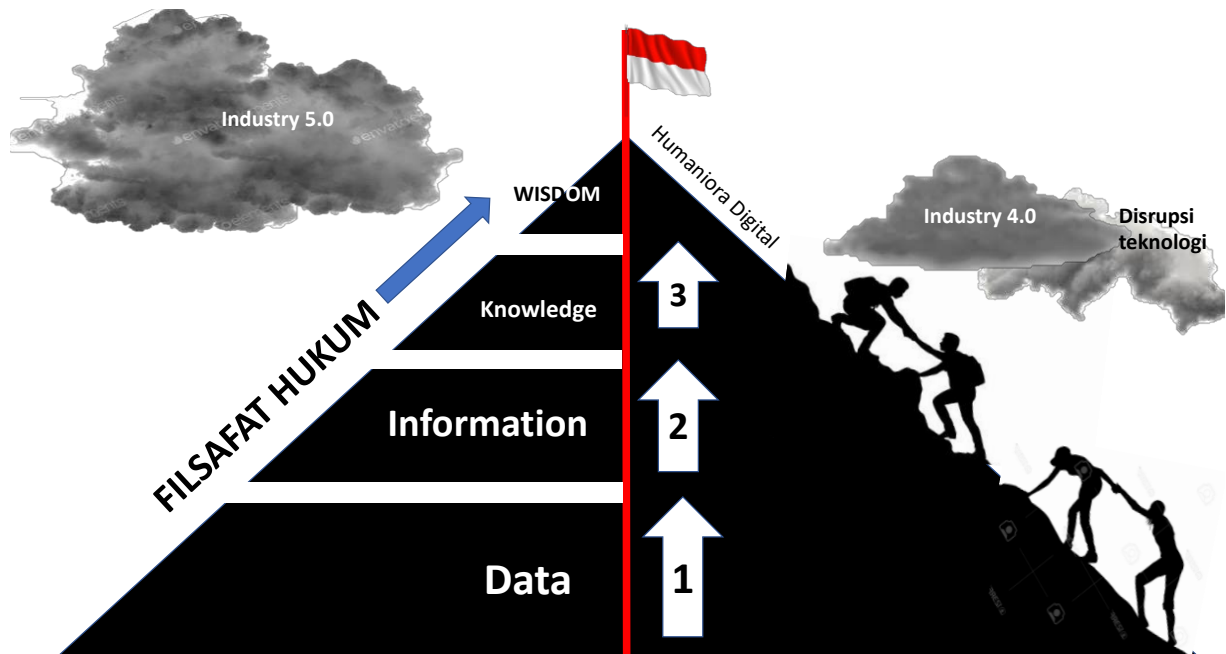 Industry 5.0
Humaniora Digital
WISDOM
Industry 4.0
Disrupsi
teknologi
FILSAFAT HUKUM
Knowledge
3
Information
2
Data
1